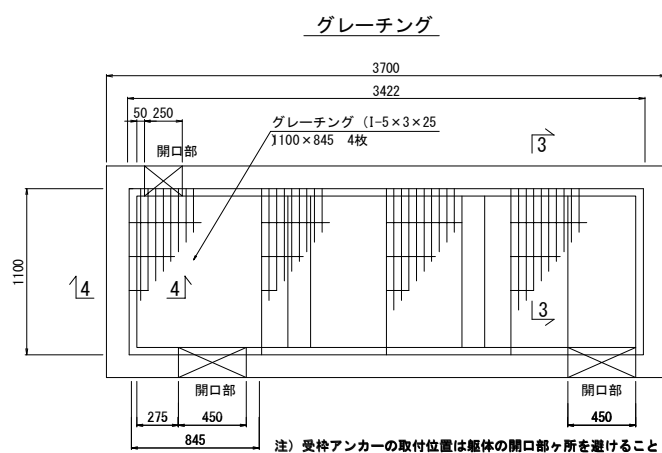 グレーチング
3700
3422
50 250
グレーチング（I-5×3×25
1100×845 4枚
開口部
3
1100
4
4
3
開口部
開口部
275
450
450
845
注）受枠アンカーの取付位置は躯体の開口部ヶ所を避けること